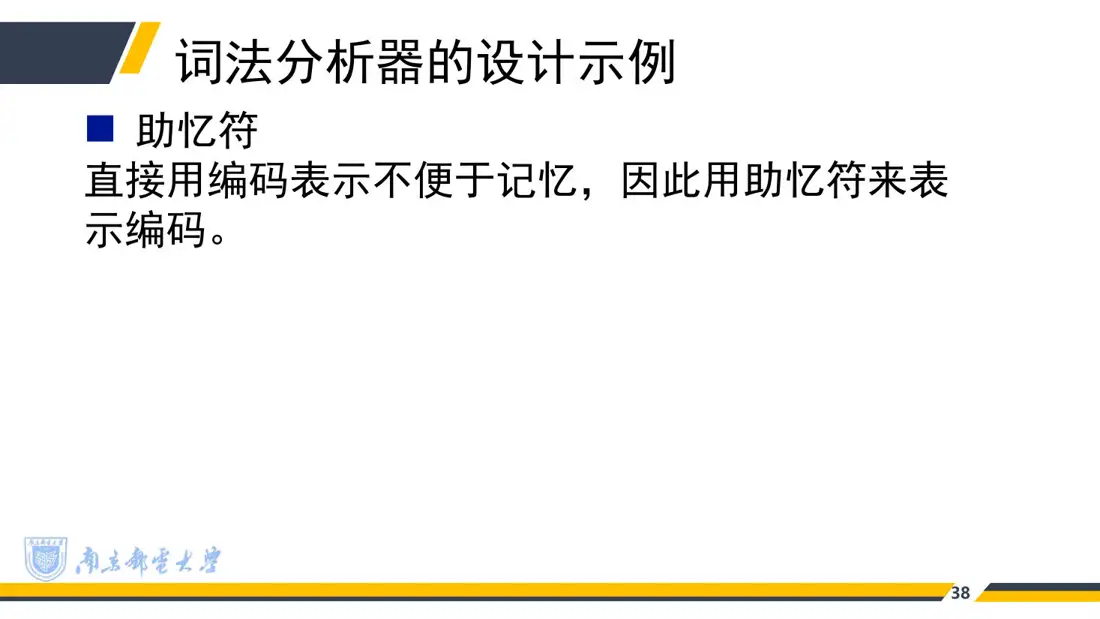 词法分析器的设计示例
助忆符
直接用编码表示不便于记忆，因此用助忆符来表
示编码。
南京邮电大学
38